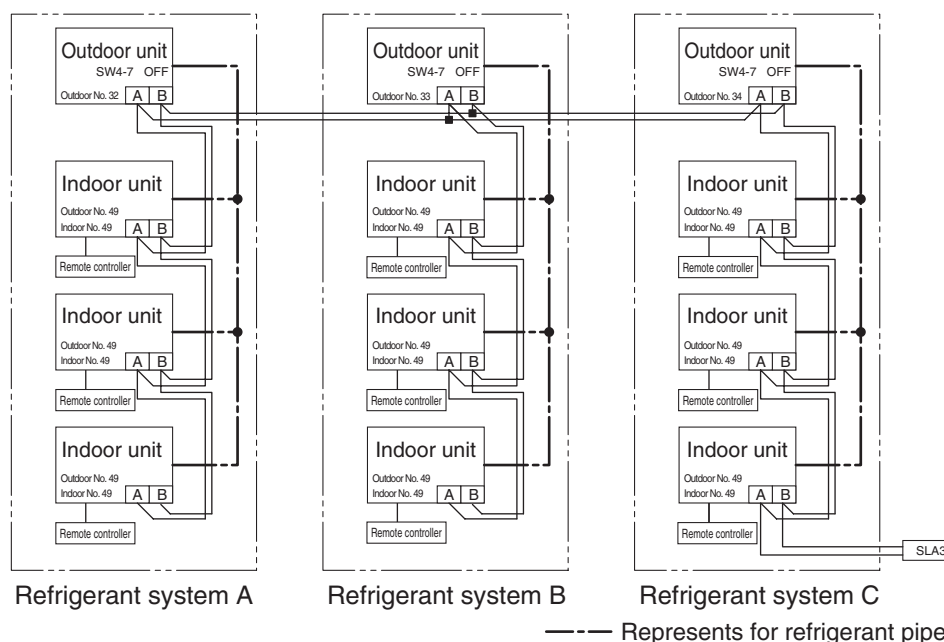 Outdoor unit
SW4-7 OFF
Outdoor No. 32 A B
Indoor unit
Outdoor No. 49
Indoor No. 49 A B
Remote controller
Indoor unit
Outdoor No. 49
Indoor No. 49 A B
Remote controller
Indoor unit
Outdoor No. 49
Indoor No. 49 A B
Remote controller
Refrigerant system A
Outdoor unit
SW4-7 OFF
Outdoor No. 33 A B
Indoor unit
Outdoor No. 49
Indoor No. 49 A B
Remote controller
Indoor unit
Outdoor No. 49
Indoor No. 49 A B
Remote controller
Indoor unit
Outdoor No. 49
Indoor No. 49 A B
Remote controller
Refrigerant system B
Outdoor unit
SW4-7 OFF
Outdoor No. 34 A B
Indoor unit
Outdoor No. 49
Indoor No. 49 A B
Remote controller
Indoor unit
Outdoor No. 49
Indoor No. 49 A B
Remote controller
Indoor unit
Outdoor No. 49
Indoor No. 49 A B
Remote controller
SLA3
Refrigerant system C
Represents for refrigerant pipe